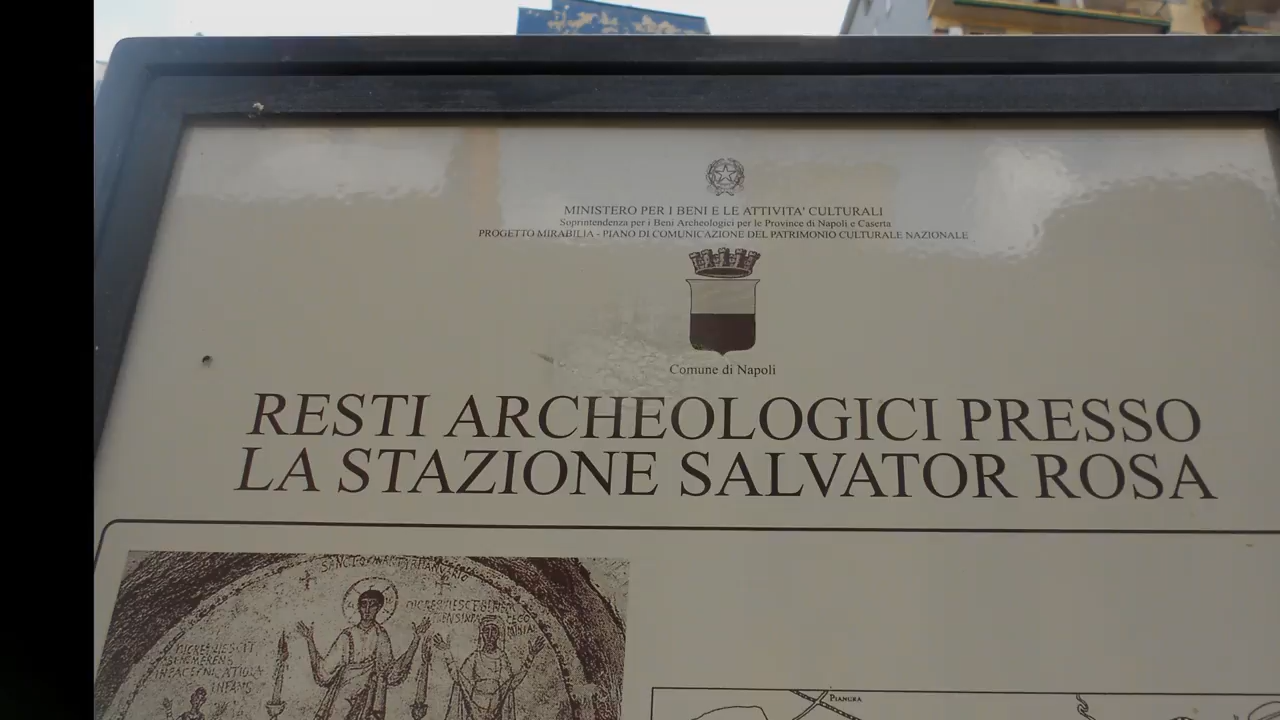 MINISTERO PER I BENI E LE ATTIVITA' CULTURALI
Soprintendenza per i Beni Archeologici per le Province di Napoli e Caserta
PROGETTO MIRABILIA - PIANO DI COMUNICAZIONE DEL PATRIMONIO CULTURALE NAZIONALE
Comune di Napoli
RESTI ARCHEOLOGICI PRESSO
LA STAZIONE SALVATOR ROSA
PIANURA